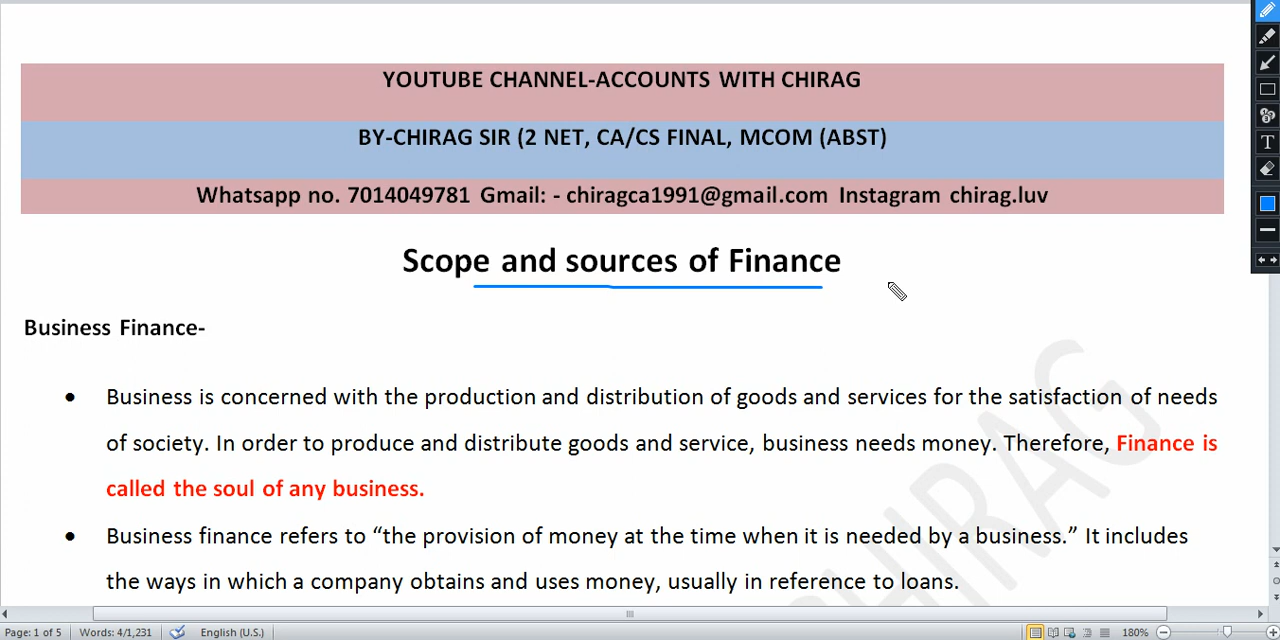 YOUTUBE CHANNEL-ACCOUNTS WITH CHIRAG
BY-CHIRAG SIR (2 NET, CA/CS FINAL, MCOM (ABST)
Whatsapp no. 7014049781 Gmail: - chiragca1991@gmail.com Instagram chirag.luv
Scope and sources of Finance
Business Finance-
• Business is concerned with the production and distribution of goods and services for the satisfaction of needs
of society. In order to produce and distribute goods and service, business needs money. Therefore, Finance is
called the soul of any business.
• Business finance refers to “the provision of money at the time when it is needed by a business.” It includes
the ways in which a company obtains and uses money, usually in reference to loans.
CHIRAG
T
Page: 1 of 5 Words: 4/1,231 English (U.S.) 180%